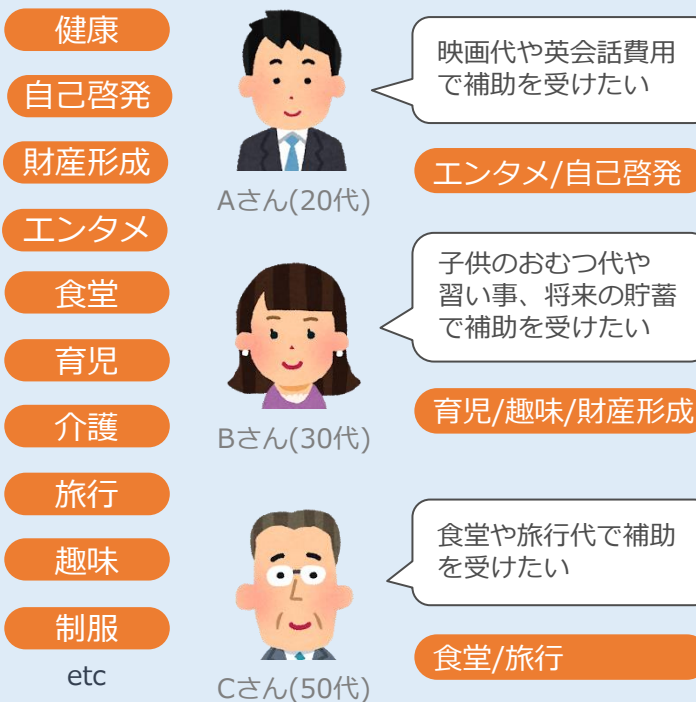 健康
自己啓発
財産形成
エンタメ
食堂
育児
介護
旅行
趣味
制服
etc
映画代や英会話費用
で補助を受けたい
Aさん(20代)
エンタメ/自己啓発
子供のおむつ代や
習い事、将来の貯蓄
で補助を受けたい
Bさん(30代)
育児/趣味/財産形成
食堂や旅行代で補助
を受けたい
Cさん(50代)
食堂/旅行